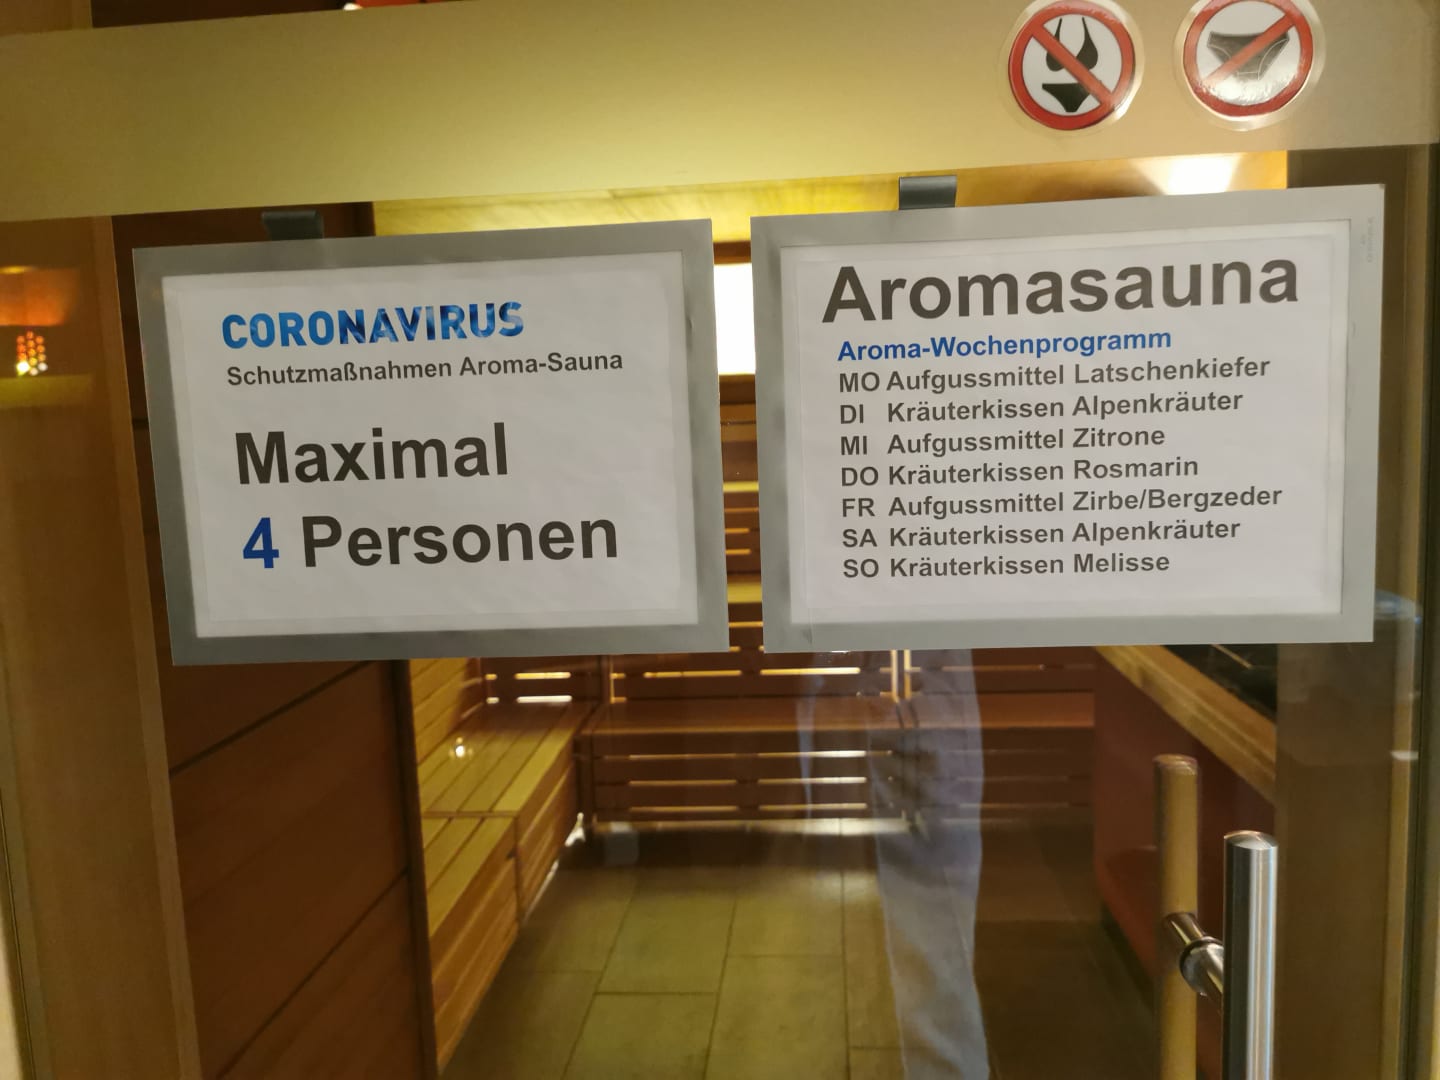 CORONAVIRUS
Schutzmaßnahmen Aroma-Sauna
Maximal
4 Personen
Aromasauna
Aroma-Wochenprogramm
MO Aufgussmittel Latschenkiefer
DI Kräuterkissen Alpenkräuter
MI Aufgussmittel Zitrone
DO Kräuterkissen Rosmarin
FR Aufgussmittel Zirbe/Bergzeder
SA Kräuterkissen Alpenkräuter
SO Kräuterkissen Melisse